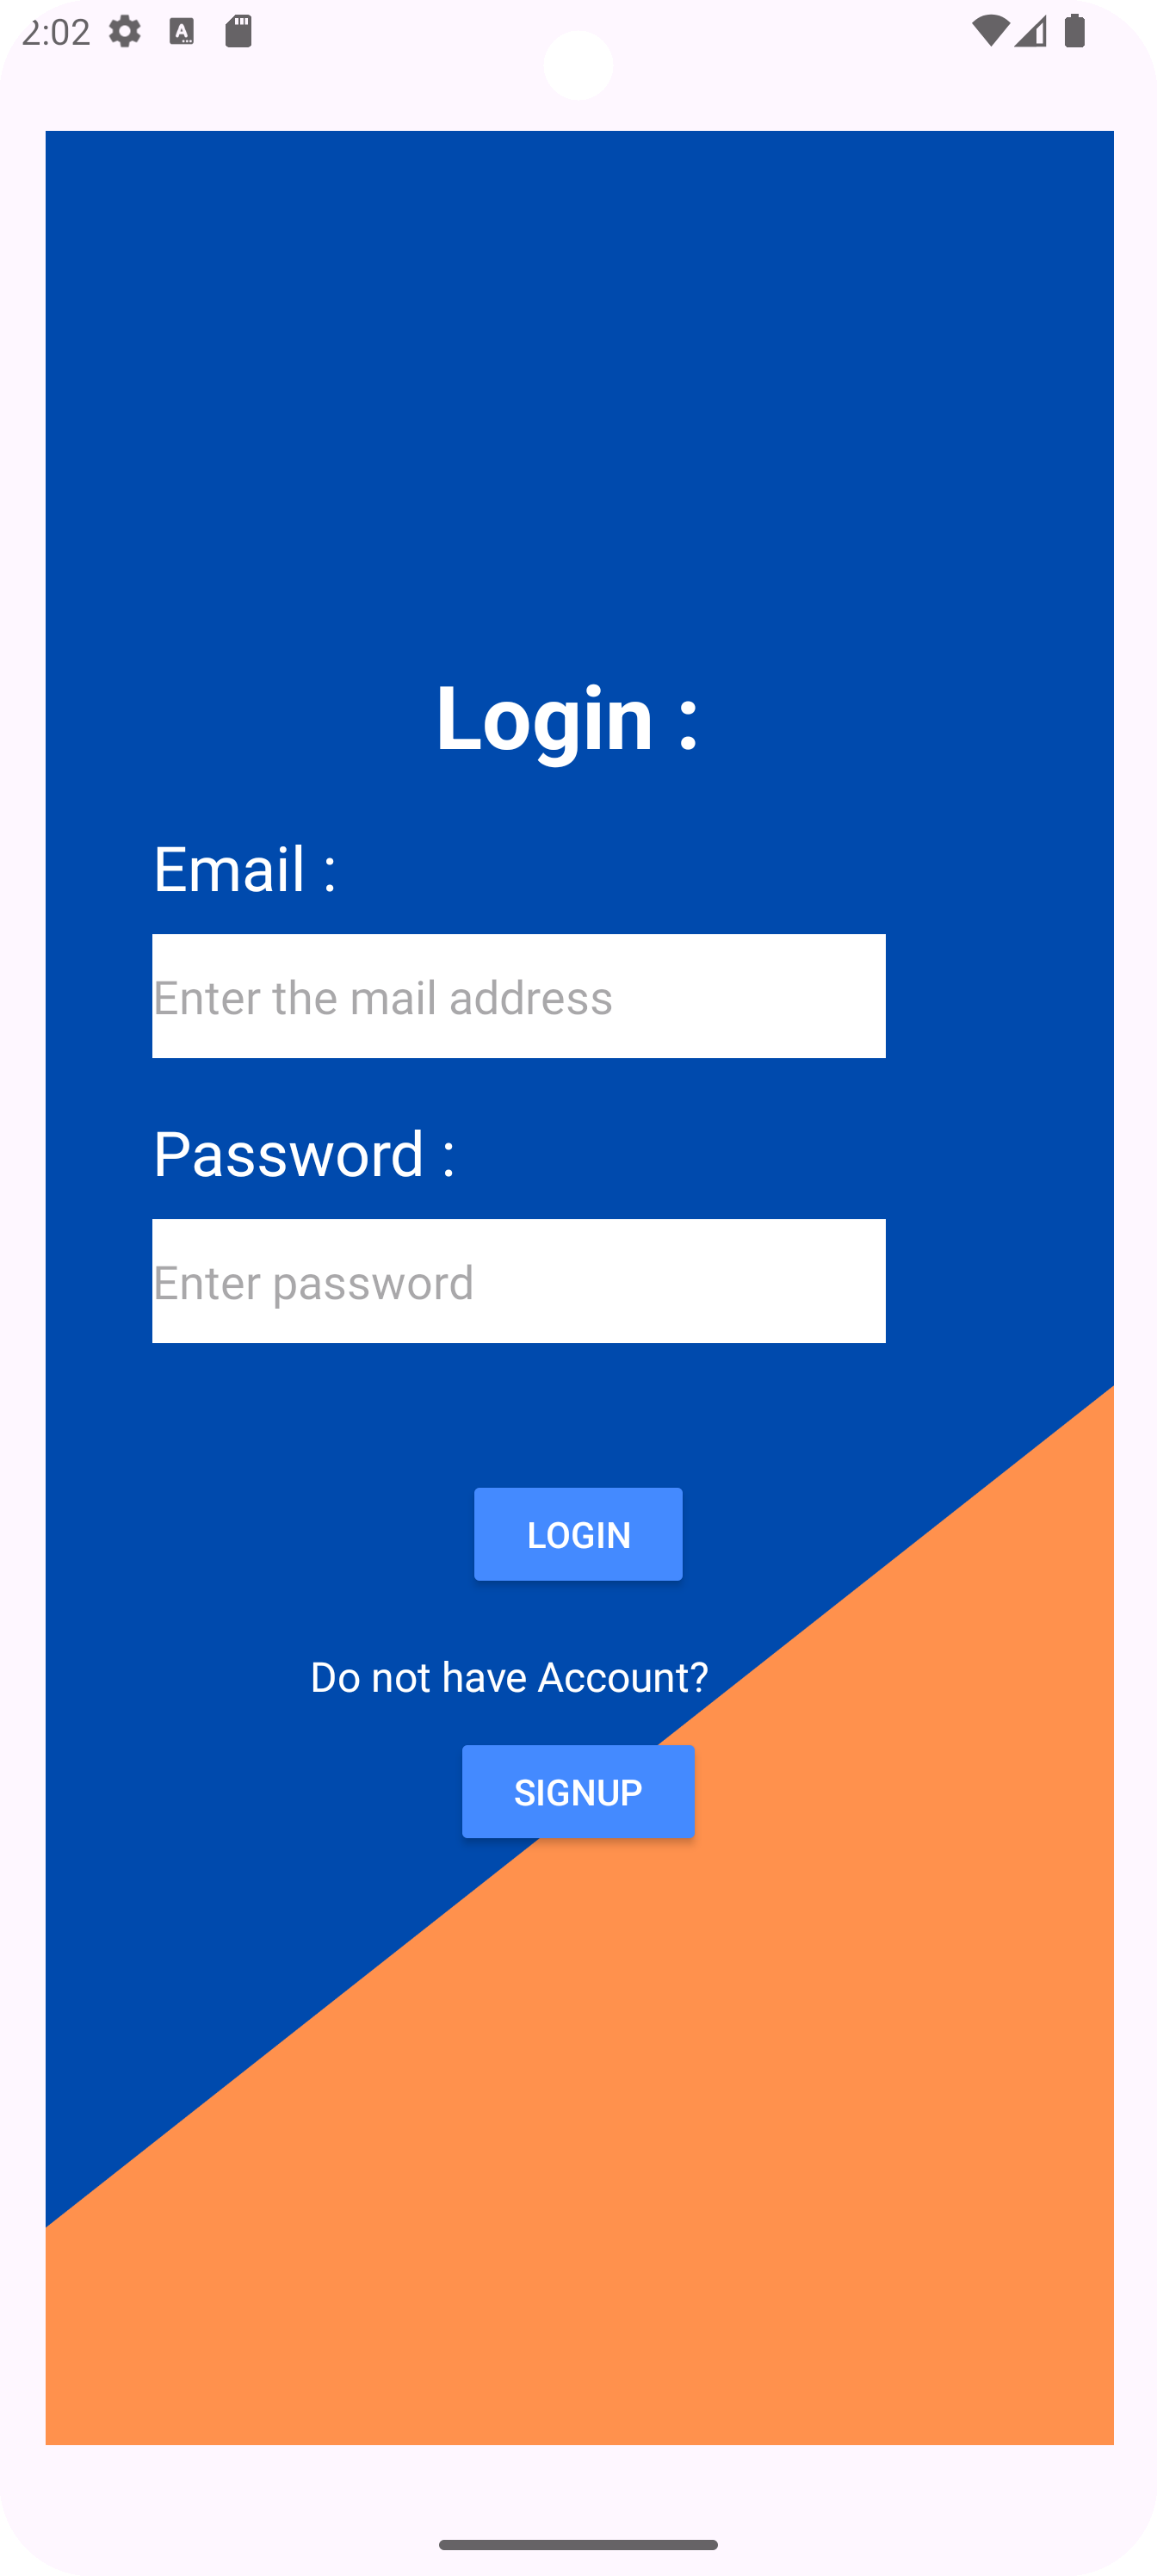 2:02
Login :
Email :
Enter the mail address
Password :
Enter password
LOGIN
Do not have Account?
SIGNUP